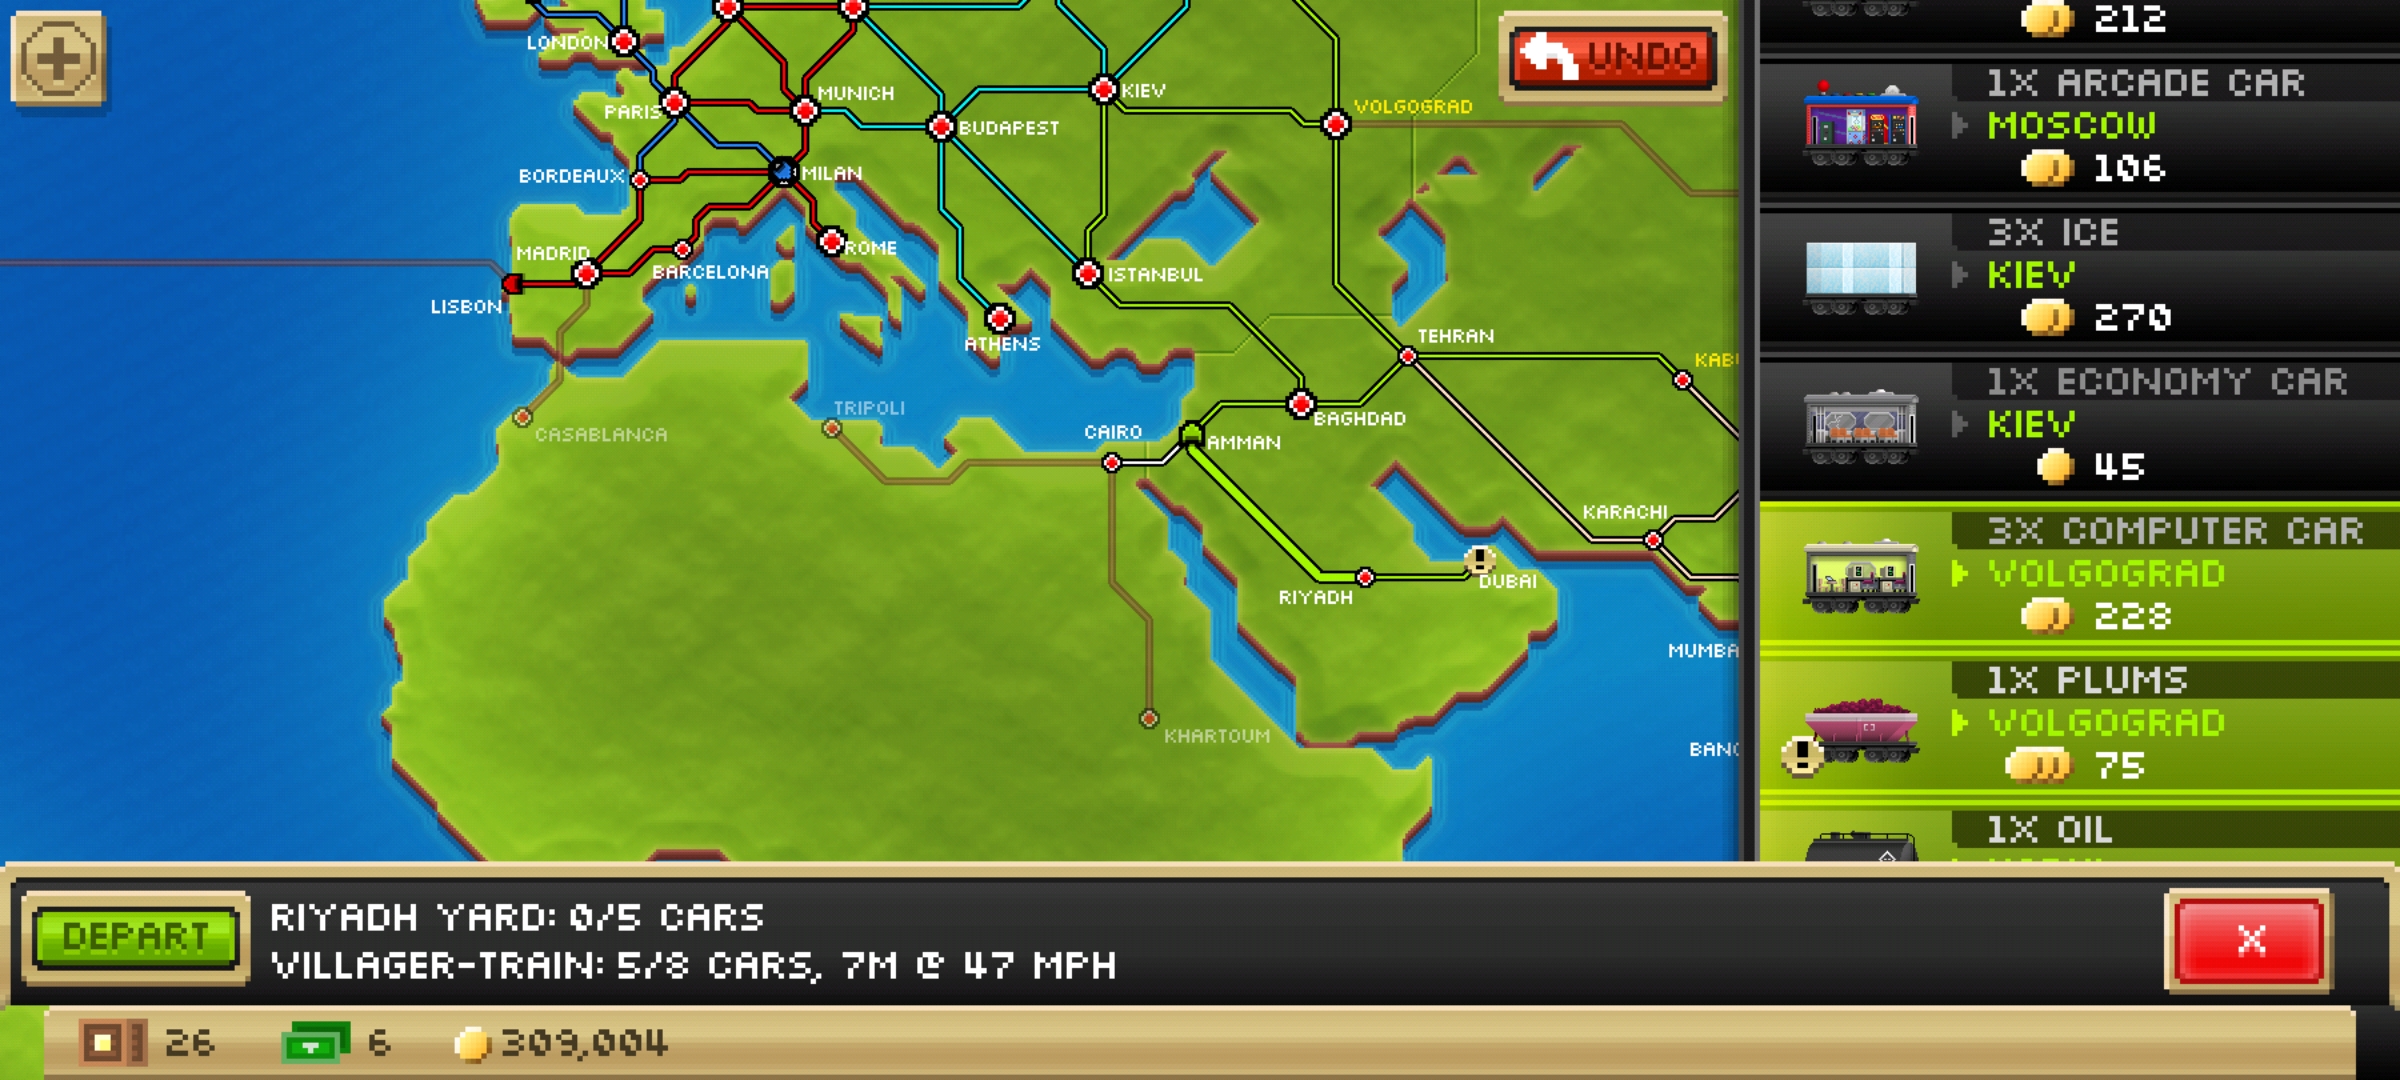 LONDON
PARIS
MUNICH
BORDEAUX
MILAN
BUDAPEST
KIEV
VOLGOGRAD
MADRID
BARCELONA
ROME
LISBON
ISTANBUL
ATHENS
TEHRAN
CASABLANCA
TRIPOLI
CAIRO
AMMAN
BAGHDAD
KARACHI
RIYADH
DUBAI
KHARTOUM
UNDO
212
1X ARCADE CAR
MOSCOW
106
3X ICE
KIEV
270
1X ECONOMY CAR
KIEV
45
3X COMPUTER CAR
VOLGOGRAD
228
1X PLUMS
VOLGOGRAD
75
1X OIL
DEPART
RIYADH YARD: 0/5 CARS
VILLAGER-TRAIN: 5/8 CARS, 7M @ 47 MPH
X
26
6
309,004